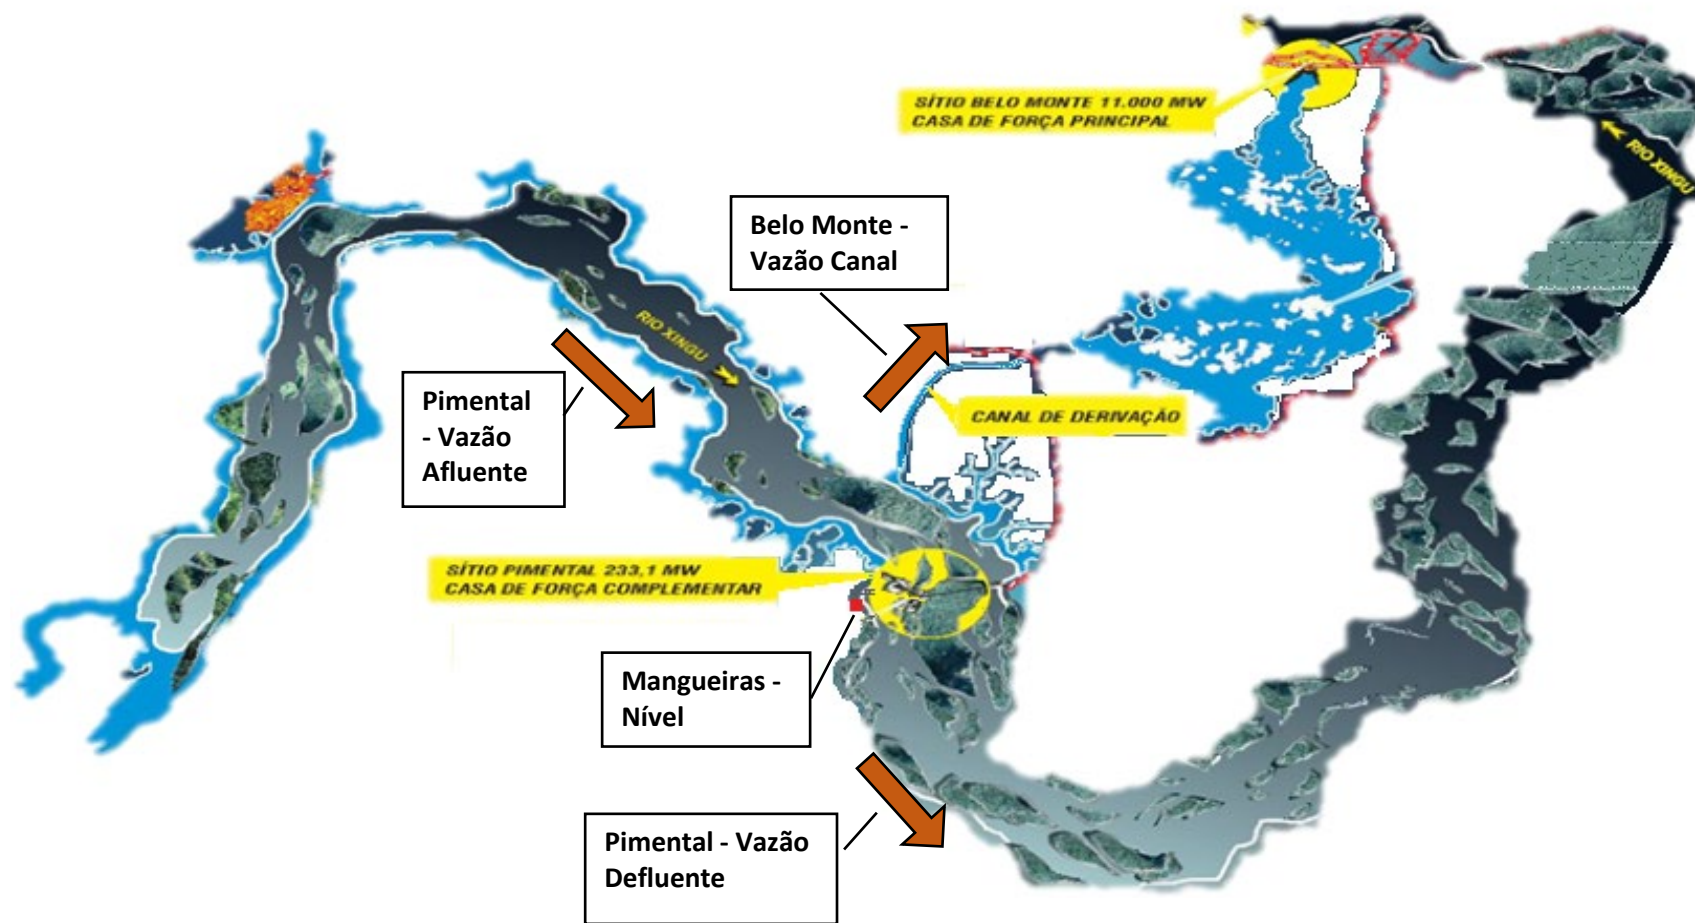 SÍTIO BELO MONTE 11.000 MW
CASA DE FORÇA PRINCIPAL
RIO XINGU
Belo Monte -
Vazão Canal
RIO XINGU
Pimental
- Vazão
Afluente
CANAL DE DERIVAÇÃO
SÍTIO PIMENTAL 233,1 MW
CASA DE FORÇA COMPLEMENTAR
Mangueiras -
Nível
Pimental - Vazão
Defluente